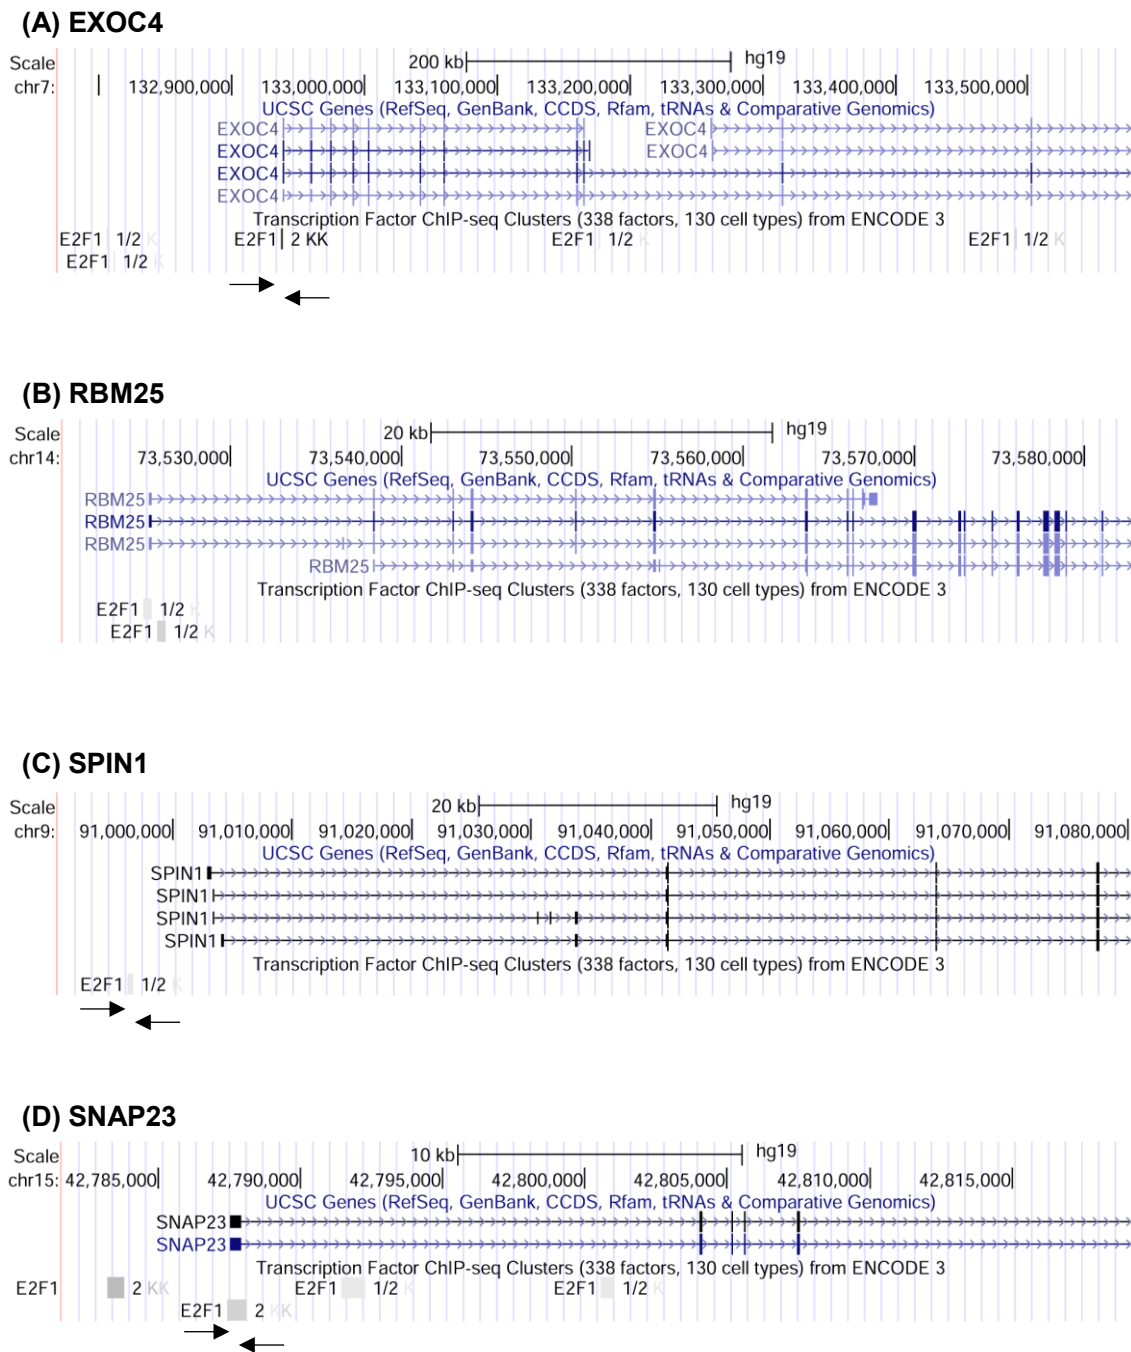 (A) EXOC4
Scale 200 kb hg19
chr7: 132,900,000 133,000,000 133,100,000 133,200,000 133,300,000 133,400,000 133,500,000
UCSC Genes (RefSeq, GenBank, CCDS, Rfam, tRNAs & Comparative Genomics)
EXOC4 EXOC4
EXOC4 EXOC4
EXOC4
EXOC4
Transcription Factor ChIP-seq Clusters (338 factors, 130 cell types) from ENCODE 3
E2F1 1/2 K E2F1 2 KK E2F1 1/2 K E2F1 1/2 K
E2F1 1/2 K
(B) RBM25
Scale 20 kb hg19
chr14: 73,530,000 73,540,000 73,550,000 73,560,000 73,570,000 73,580,000
UCSC Genes (RefSeq, GenBank, CCDS, Rfam, tRNAs & Comparative Genomics)
RBM25
RBM25
RBM25
RBM25
Transcription Factor ChIP-seq Clusters (338 factors, 130 cell types) from ENCODE 3
E2F1 1/2 K
E2F1 1/2 K
(C) SPIN1
Scale 20 kb hg19
chr9: 91,000,000 91,010,000 91,020,000 91,030,000 91,040,000 91,050,000 91,060,000 91,070,000 91,080,000
UCSC Genes (RefSeq, GenBank, CCDS, Rfam, tRNAs & Comparative Genomics)
SPIN1
SPIN1
SPIN1
SPIN1
Transcription Factor ChIP-seq Clusters (338 factors, 130 cell types) from ENCODE 3
E2F1 1/2 K
(D) SNAP23
Scale 10 kb hg19
chr15: 42,785,000 42,790,000 42,795,000 42,800,000 42,805,000 42,810,000 42,815,000
UCSC Genes (RefSeq, GenBank, CCDS, Rfam, tRNAs & Comparative Genomics)
SNAP23
SNAP23
Transcription Factor ChIP-seq Clusters (338 factors, 130 cell types) from ENCODE 3
E2F1 2 KK E2F1 1/2 K E2F1 1/2 K
E2F1 2 KK